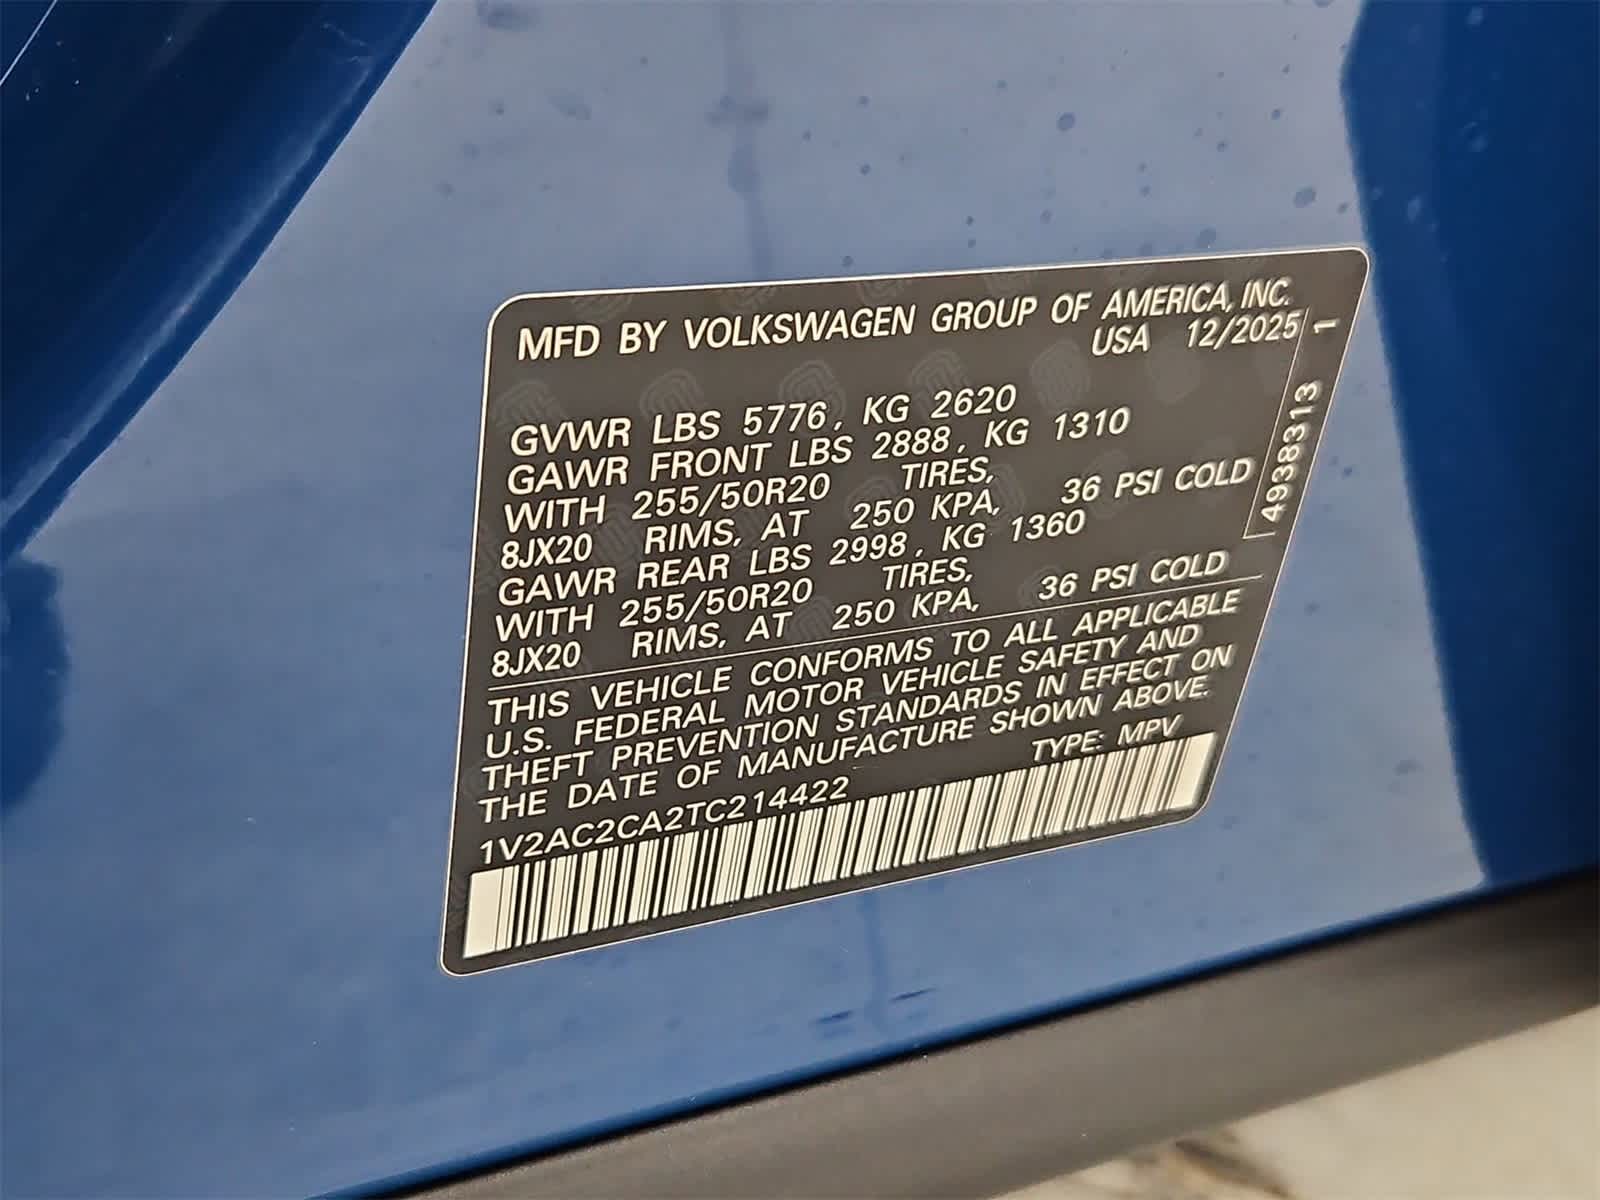 MFD BY VOLKSWAGEN GROUP OF AMERICA, INC.
USA 12/2025
GVWR LBS 5776, KG 2620
GAWR FRONT LBS 2888, KG 1310
WITH 255/50R20 TIRES,
8JX20 RIMS, AT 250 KPA, 36 PSI COLD
GAWR REAR LBS 2998, KG 1360
WITH 255/50R20 TIRES,
8JX20 RIMS, AT 250 KPA, 36 PSI COLD
THIS VEHICLE CONFORMS TO ALL APPLICABLE
U.S. FEDERAL MOTOR VEHICLE SAFETY AND
THEFT PREVENTION STANDARDS IN EFFECT ON
THE DATE OF MANUFACTURE SHOWN ABOVE.
TYPE: MPV
1V2AC2CA2TC214422
49383313 1